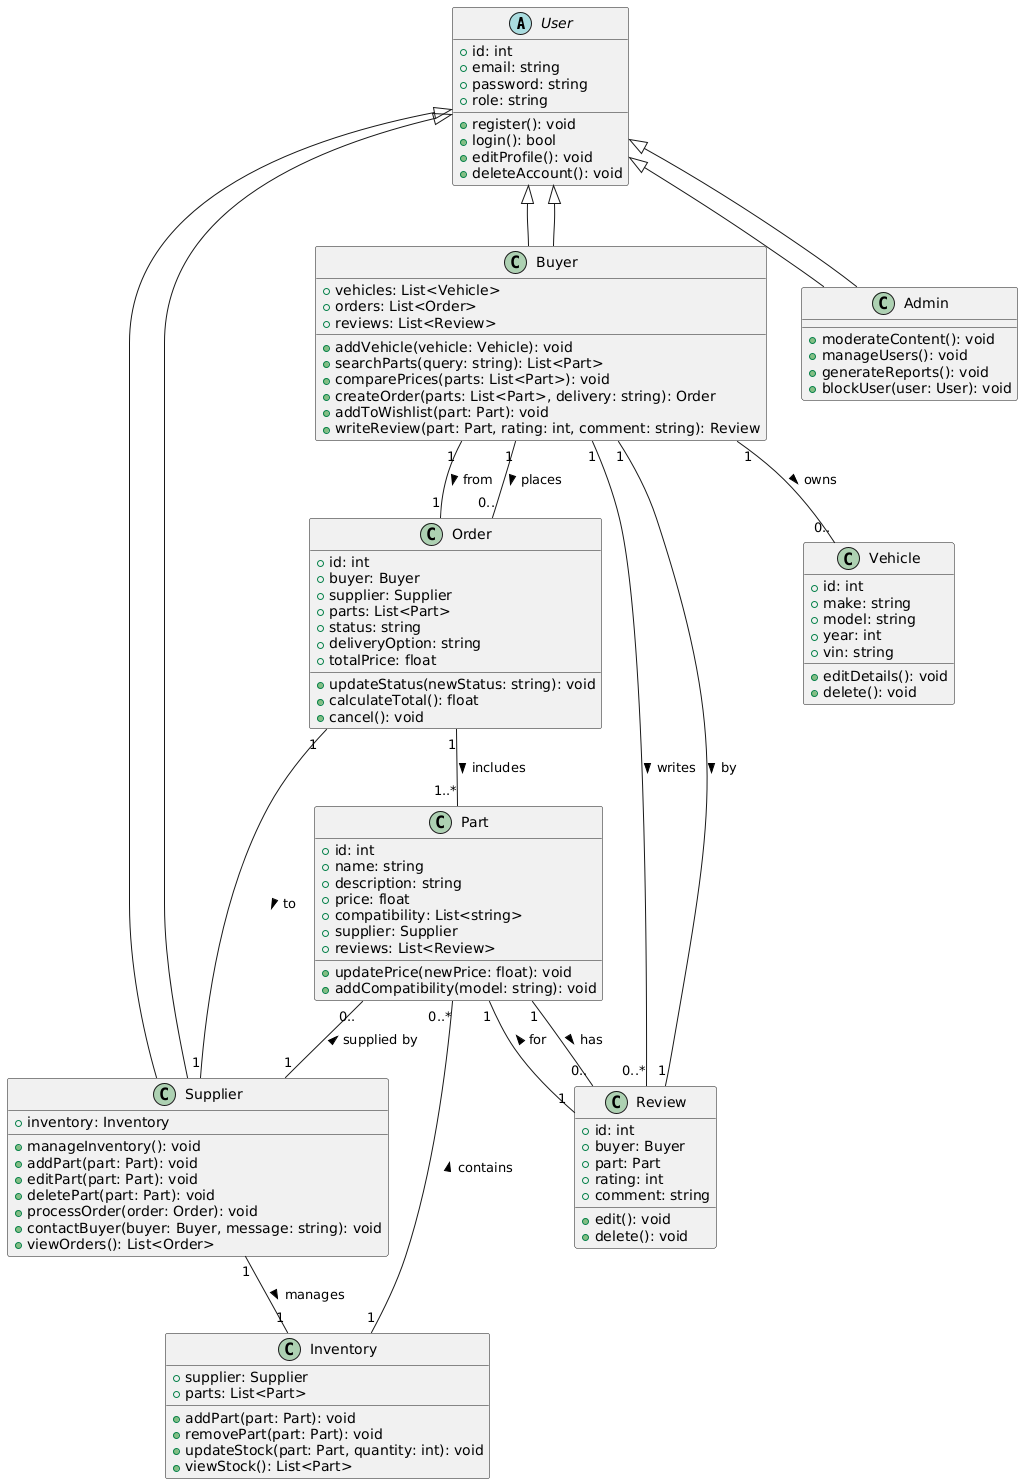 A User
id: int
email: string
password: string
role: string
register(): void
login(): bool
editProfile(): void
deleteAccount(): void
C Buyer
vehicles: List<Vehicle>
orders: List<Order>
reviews: List<Review>
addVehicle(vehicle: Vehicle): void
searchParts(query: string): List<Part>
comparePrices(parts: List<Part>): void
createOrder(parts: List<Part>, delivery: string): Order
addToWishlist(part: Part): void
writeReview(part: Part, rating: int, comment: string): Review
C Admin
moderateContent(): void
manageUsers(): void
generateReports(): void
blockUser(user: User): void
1 1 1 1 1
from places owns
1 0.. 0..
C Order
id: int
buyer: Buyer
supplier: Supplier
parts: List<Part>
status: string
deliveryOption: string
totalPrice: float
updateStatus(newStatus: string): void
calculateTotal(): float
cancel(): void
C Vehicle
id: int
make: string
model: string
year: int
vin: string
editDetails(): void
delete(): void
1 1
includes writes by
1..*
C Part
id: int
name: string
description: string
price: float
compatibility: List<string>
supplier: Supplier
reviews: List<Review>
updatePrice(newPrice: float): void
addCompatibility(model: string): void
to
0.. 0..* 1 1
supplied by for has
1 1 0.. 0..* 1
1
C Supplier
inventory: Inventory
manageInventory(): void
addPart(part: Part): void
editPart(part: Part): void
deletePart(part: Part): void
processOrder(order: Order): void
contactBuyer(buyer: Buyer, message: string): void
viewOrders(): List<Order>
contains
C Review
id: int
buyer: Buyer
part: Part
rating: int
comment: string
edit(): void
delete(): void
1
manages
1 1
C Inventory
supplier: Supplier
parts: List<Part>
addPart(part: Part): void
removePart(part: Part): void
updateStock(part: Part, quantity: int): void
viewStock(): List<Part>